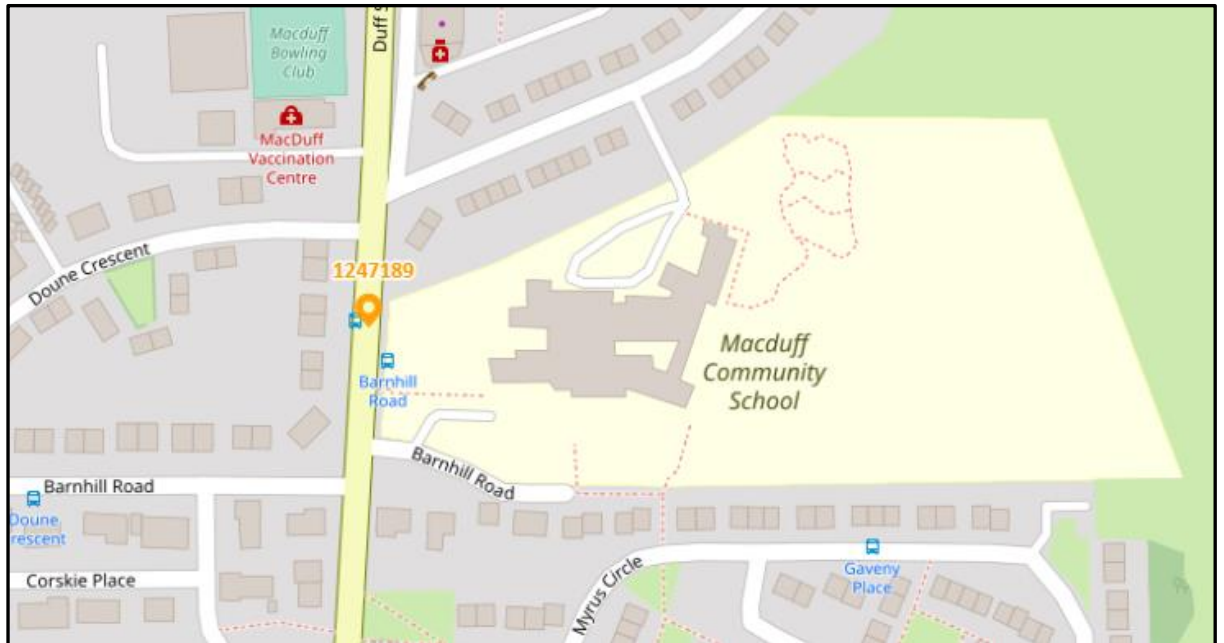 Macduff
Bowling
Club
Duff S
MacDuff
Vaccination
Centre
Doune Crescent
1247189
Barnhill
Road
Macduff
Community
School
Barnhill Road
Barnhill Road
Doune
rescent
Corskie Place
Myrus Circle
Gaveny
Place